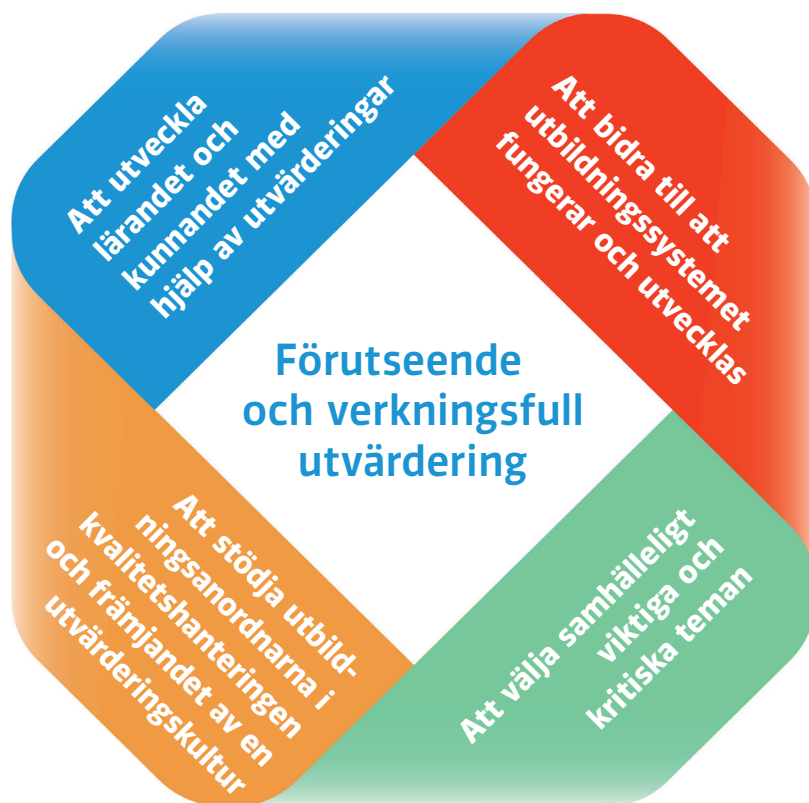 Att utveckla
lärandet och
kunnandet med
hjälp av utvärderingar
Att bidra till att
utbildningssystemet
fungerar och utvecklas
Förutseende
och verkningsfull
utvärdering
Att stödja utbild-
ningsanordnarna i
kvalitetshanteringen
och främjandet av en
utvärderingskultur
Att välja samhälleligt
viktiga och
kritiska teman